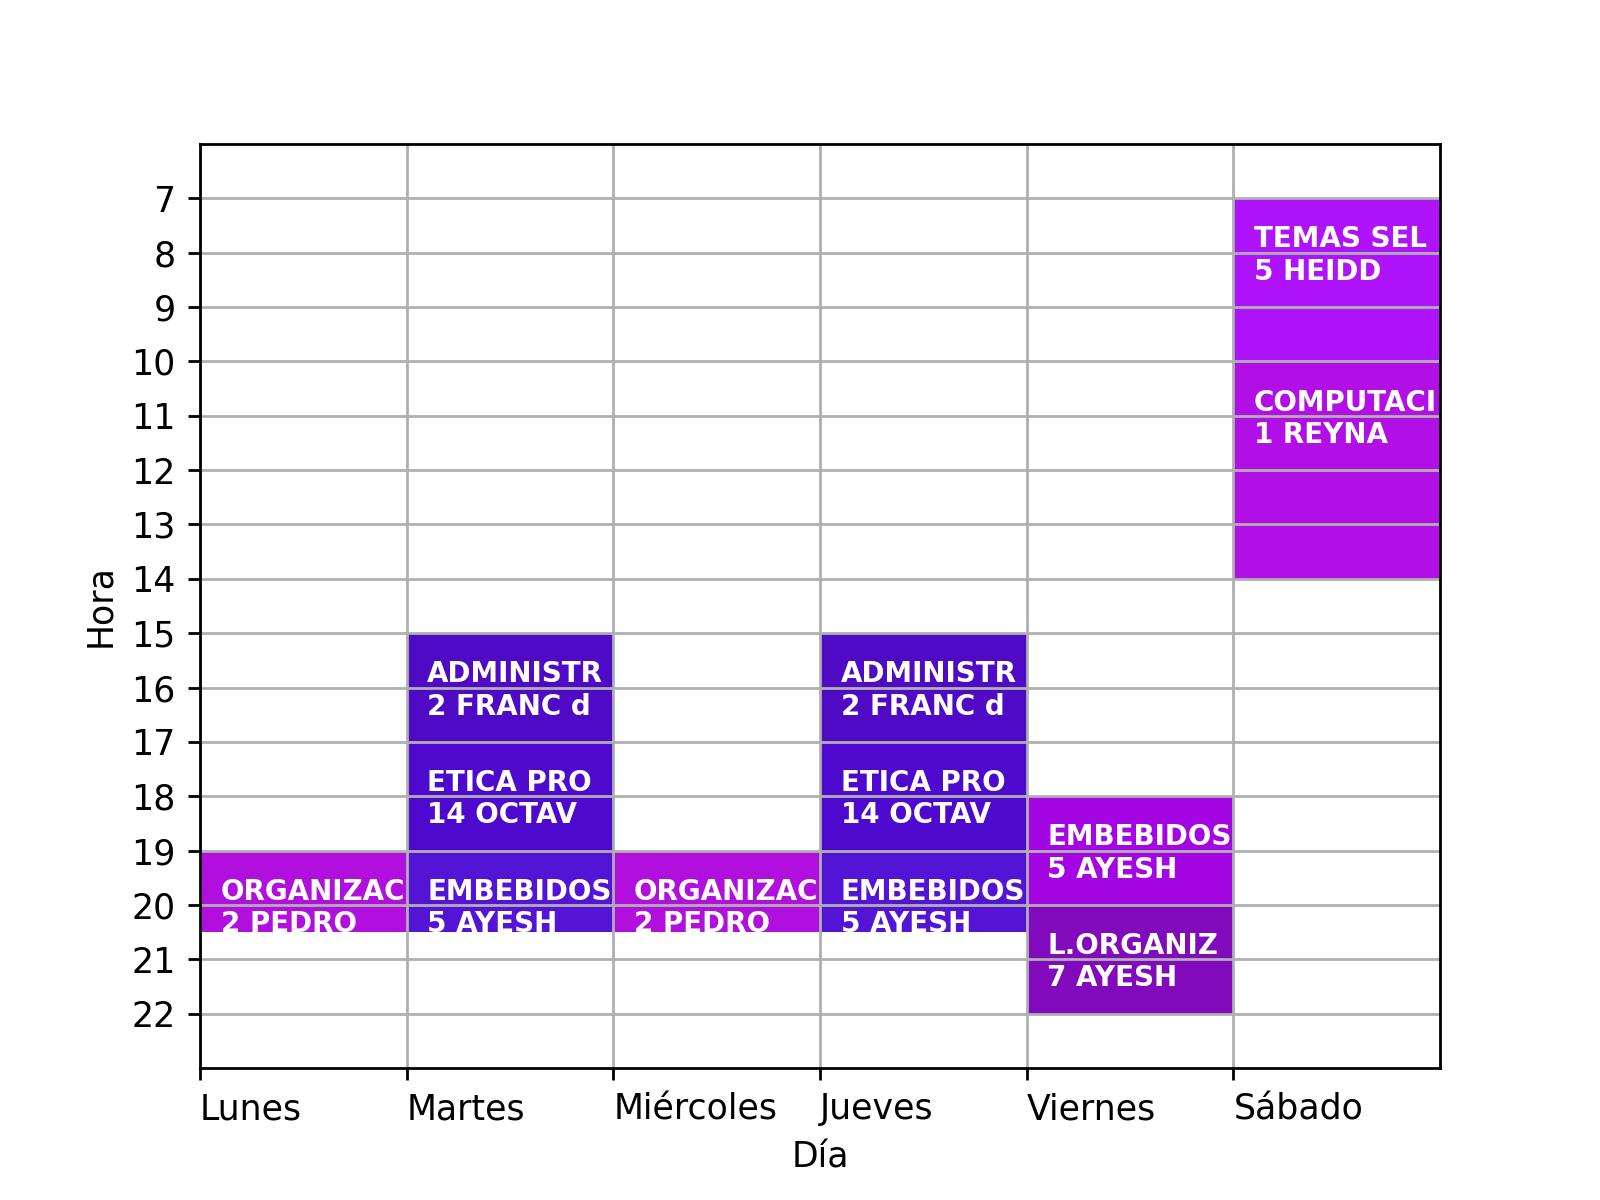 7
8
9
10
11
12
13
14
15
16
17
18
19
20
21
22
Hora
ORGANIZAC
2 PEDRO
ADMINISTR
2 FRANC d
ETICA PRO
14 OCTAV
EMBEBIDOS
5 AYESH
ORGANIZAC
2 PEDRO
ADMINISTR
2 FRANC d
ETICA PRO
14 OCTAV
EMBEBIDOS
5 AYESH
EMBEBIDOS
5 AYESH
L.ORGANIZ
7 AYESH
TEMAS SEL
5 HEIDD
COMPUTACI
1 REYNA
Lunes Martes Miércoles Jueves Viernes Sábado
Día